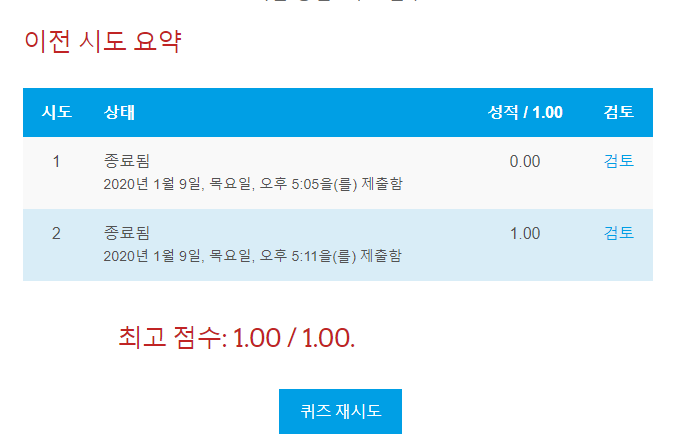 이전 시도 요약
시도 상태 성적 / 1.00 검토
1 종료됨 0.00 검토
2020년 1월 9일, 목요일, 오후 5:05을(를) 제출함
2 종료됨 1.00 검토
2020년 1월 9일, 목요일, 오후 5:11을(를) 제출함
최고 점수: 1.00 / 1.00.
퀴즈 재시도